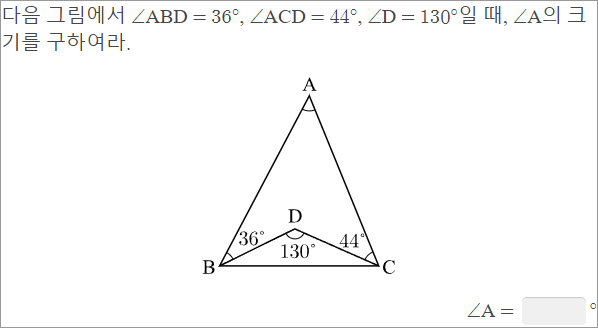 다음 그림에서 ∠ABD = 36°, ∠ACD = 44°, ∠D = 130°일 때, ∠A의 크
기를 구하여라.
A
D
36°
44°
130°
B
C
∠A = °